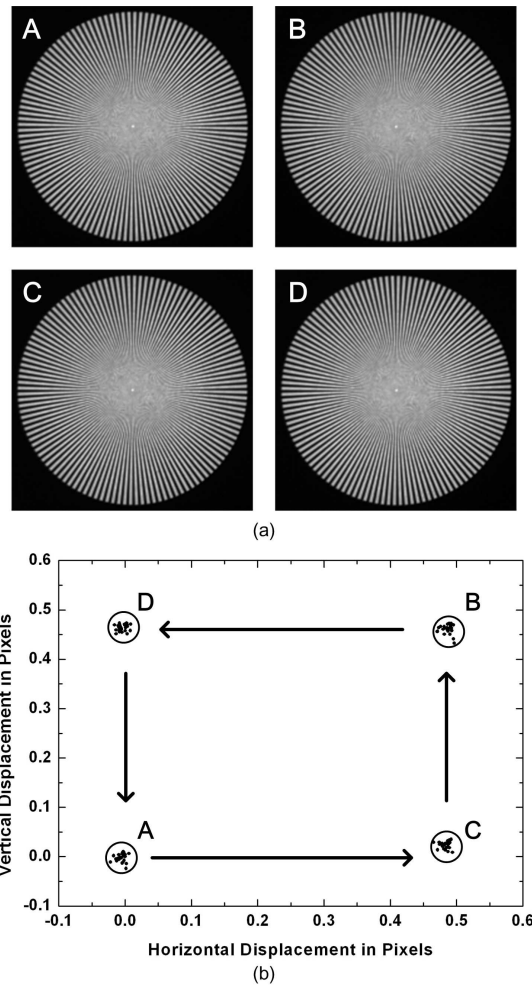 A
B
C
D
(a)
0.6
0.5
0.4
0.3
0.2
0.1
0.0
-0.1
D
B
A
C
-0.1
0.0
0.1
0.2
0.3
0.4
0.5
0.6
Vertical Displacement in Pixels
Horizontal Displacement in Pixels
(b)